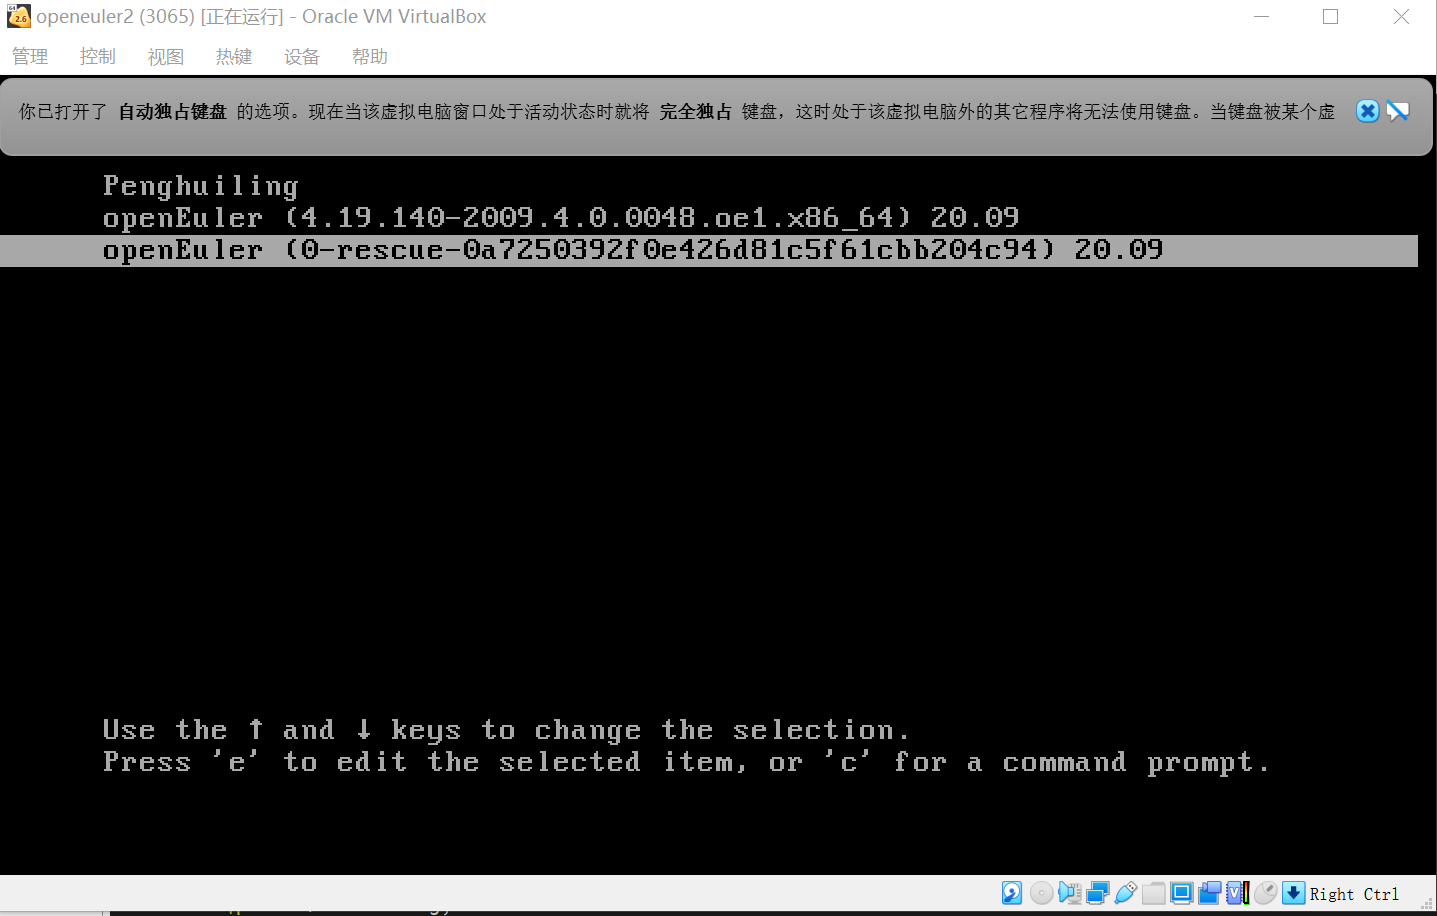 openeuler2 (3065) [正在运行] - Oracle VM VirtualBox
管理 控制 视图 热键 设备 帮助
你已打开了 自动独占键盘 的选项。现在当该虚拟电脑窗口处于活动状态时就将 完全独占 键盘，这时处于该虚拟电脑外的其它程序将无法使用键盘。当键盘被某个虚
Penghuiling
openEuler (4.19.140-2009.4.0.0048.oe1.x86_64) 20.09
openEuler (0-rescue-0a7250392f0e426d81c5f61cbb204c94) 20.09
Use the ↑ and ↓ keys to change the selection.
Press 'e' to edit the selected item, or 'c' for a command prompt.
Right Ctrl